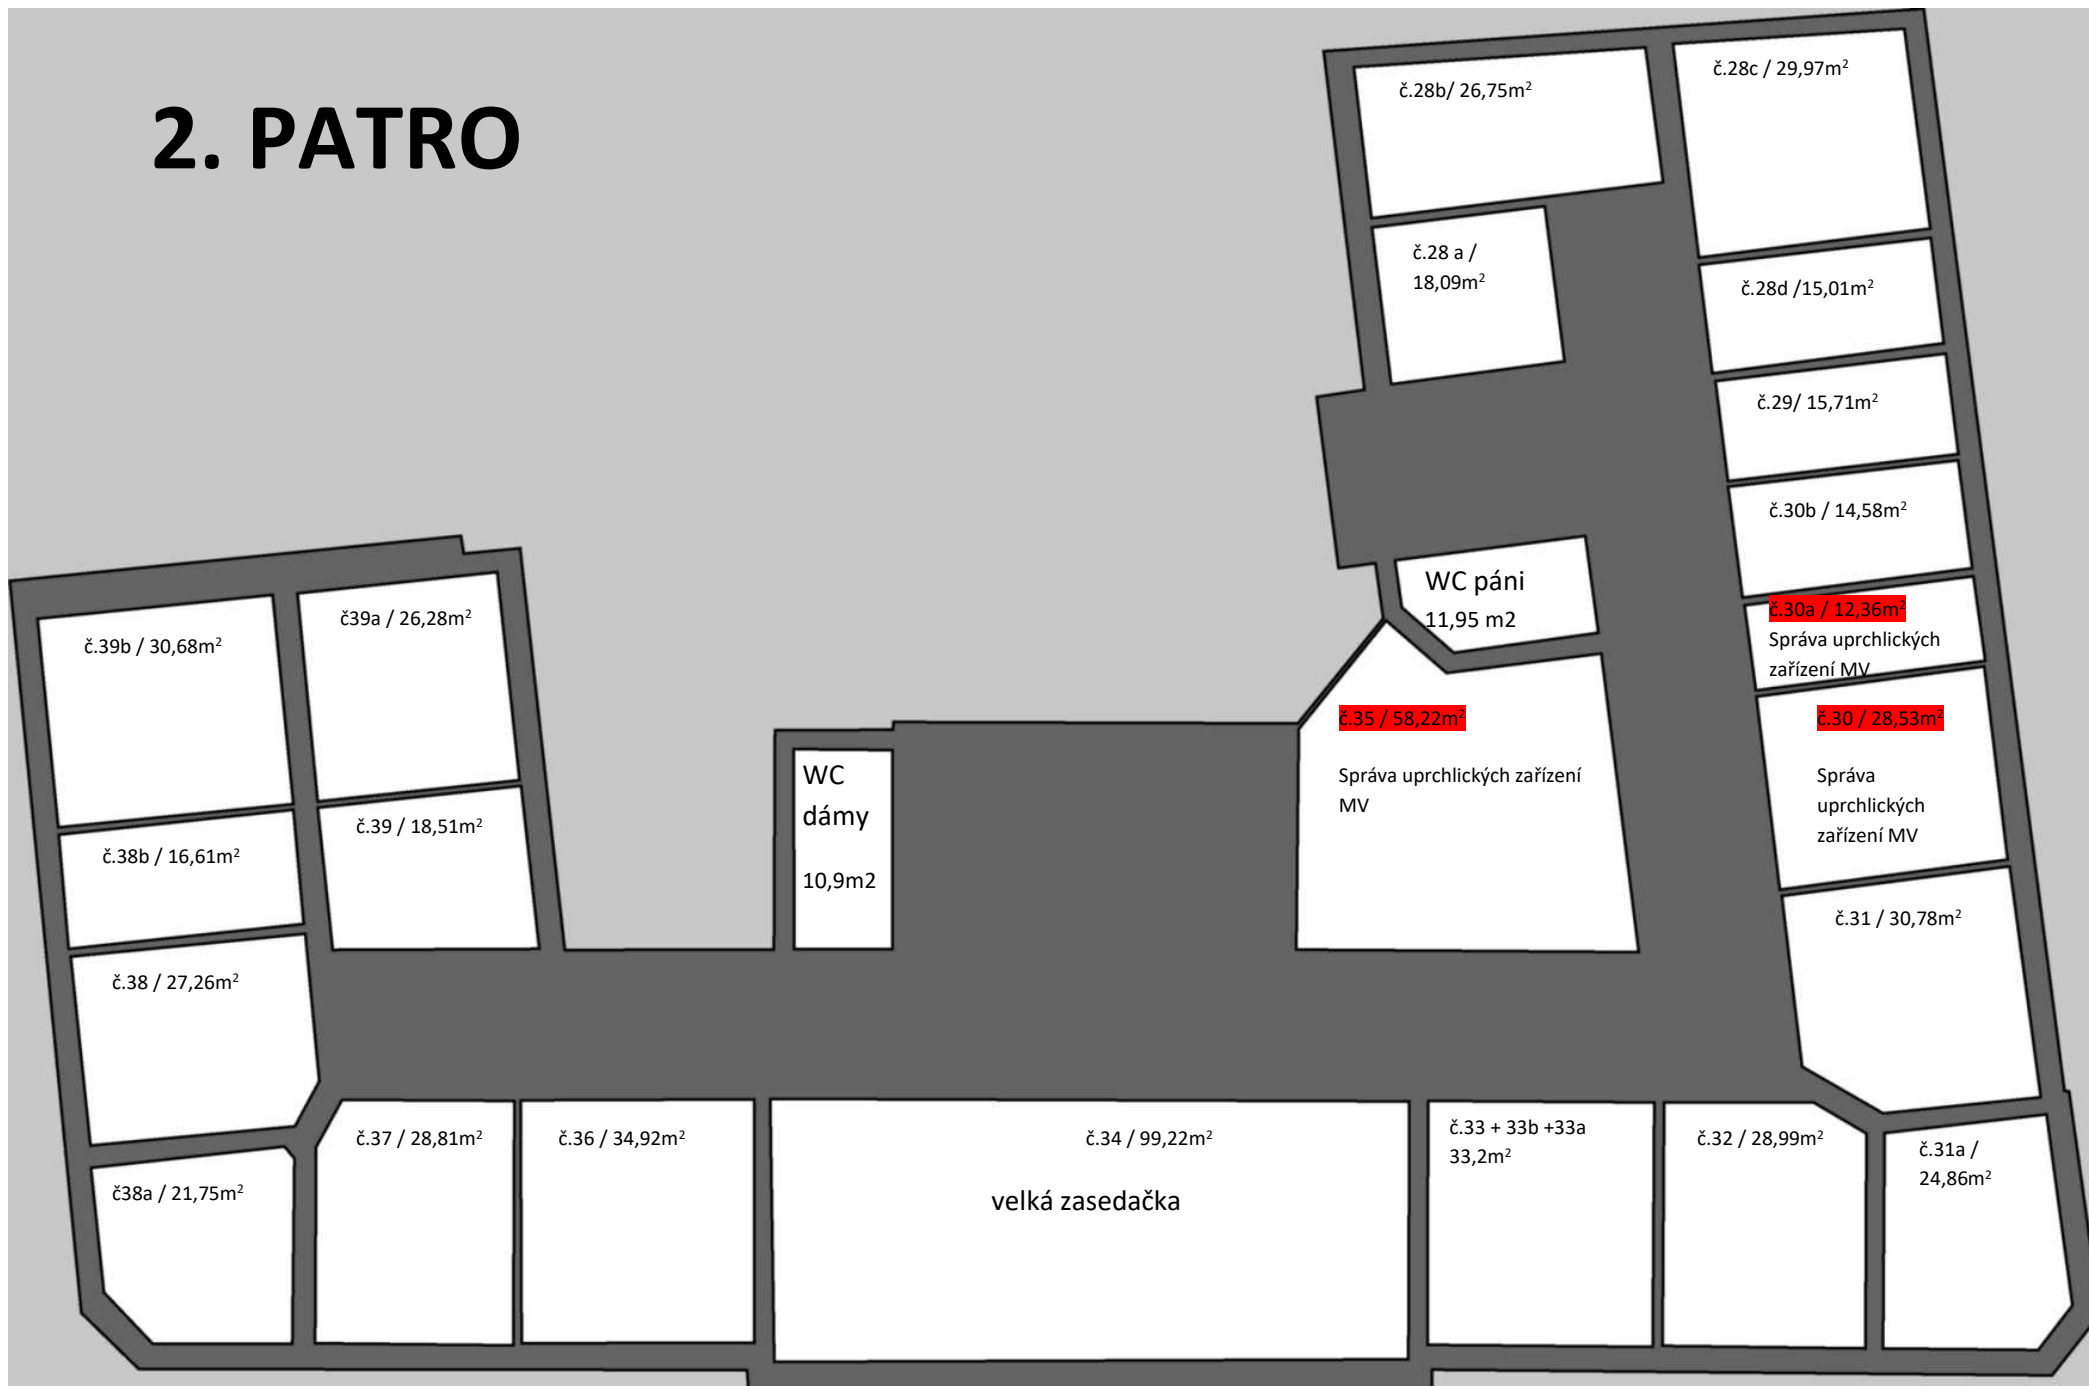 2. PATRO
č.28b/ 26,75m²
č.28c / 29,97m²
č.28 a /
18,09m²
č.28d /15,01m²
č.29/ 15,71m²
č.30b / 14,58m²
WC páni
11,95 m2
č.30a / 12,36m²
Správa uprchlických
zařízení MV
č.39b / 30,68m²
č39a / 26,28m²
č.35 / 58,22m²
Správa uprchlických zařízení
MV
č.30 / 28,53m²
Správa
uprchlických
zařízení MV
WC
dámy
10,9m2
č.38b / 16,61m²
č.39 / 18,51m²
č.31 / 30,78m²
č.38 / 27,26m²
č38a / 21,75m²
č.37 / 28,81m²
č.36 / 34,92m²
č.34 / 99,22m²
velká zasedačka
č.33 + 33b +33a
33,2m²
č.32 / 28,99m²
č.31a /
24,86m²